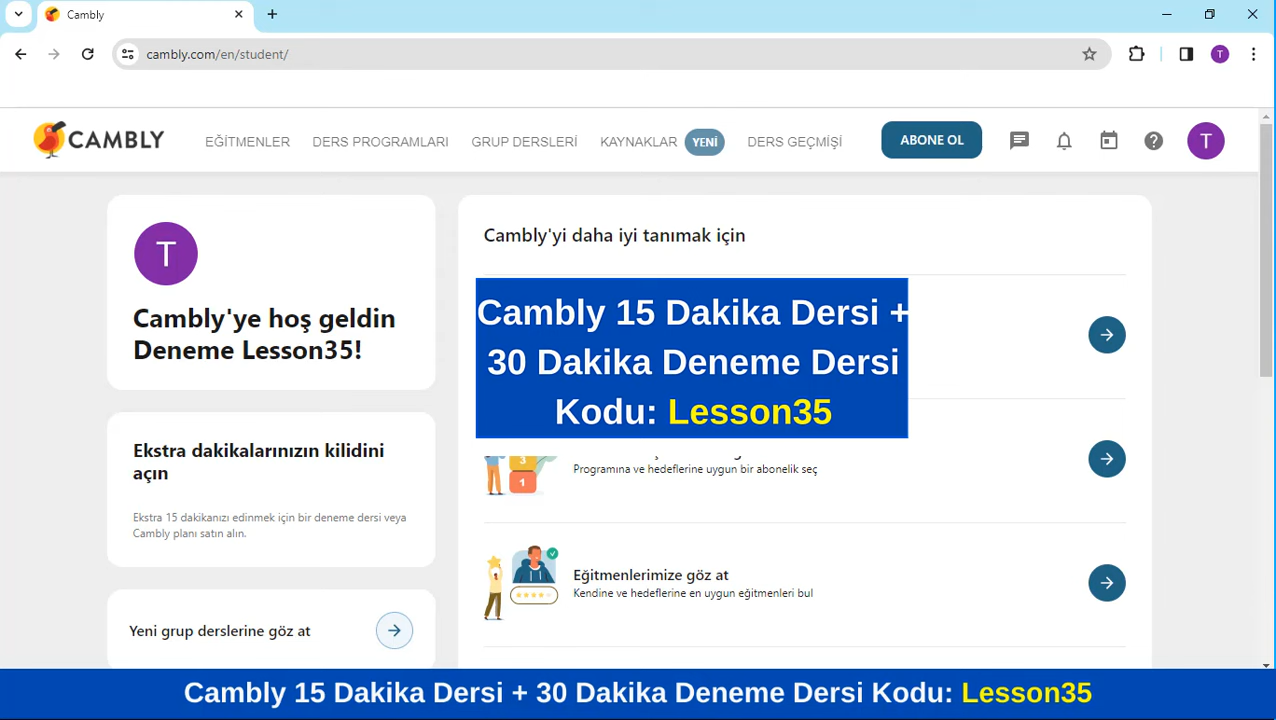 Cambly
cambly.com/en/student/
T
CAMBLY
EĞİTMENLER
DERS PROGRAMLARI
GRUP DERSLERİ
KAYNAKLAR YENİ
DERS GEÇMİŞİ
ABONE OL
T
T
Cambly'ye hoş geldin
Deneme Lesson35!
Ekstra dakikalarınızın kilidini
açın
Ekstra 15 dakikanızı edinmek için bir deneme dersi veya
Cambly planı satın alın.
Yeni grup derslerine göz at
Cambly'yi daha iyi tanımak için
Cambly 15 Dakika Dersi +
30 Dakika Deneme Dersi
Kodu: Lesson35
3
1
Programına ve hedeflerine uygun bir abonelik seç
Eğitmenlerimize göz at
Kendine ve hedeflerine en uygun eğitmenleri bul
Cambly 15 Dakika Dersi + 30 Dakika Deneme Dersi Kodu: Lesson35